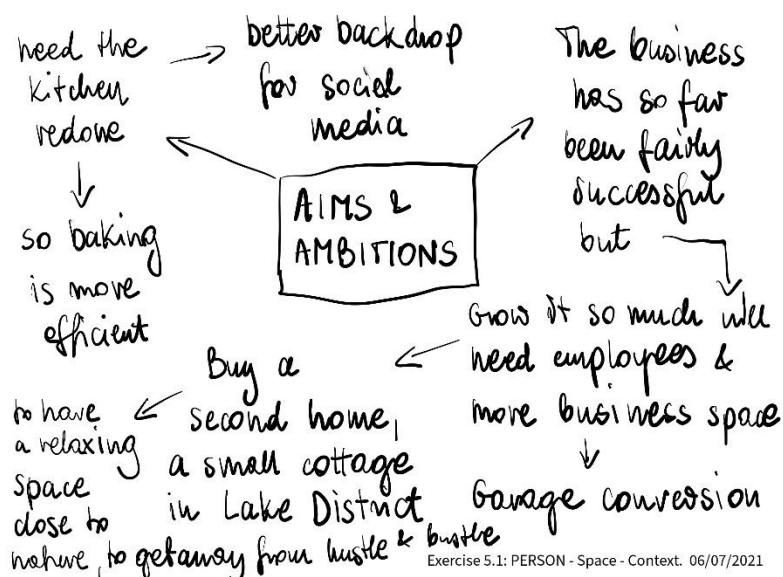 AIMS &
AMBITIONS
need the
kitchen
redone
better backdrop
for social
media
so baking
is more
efficient
The business
has so far
been fairly
successful
but
Grow it so much will
need employees &
more business space
Garage conversion
Buy a
second home,
a small cottage
in Lake District
to have
a relaxing
space
close to
nature, to getaway from hustle & bustle
Exercise 5.1: PERSON - Space - Context. 06/07/2021